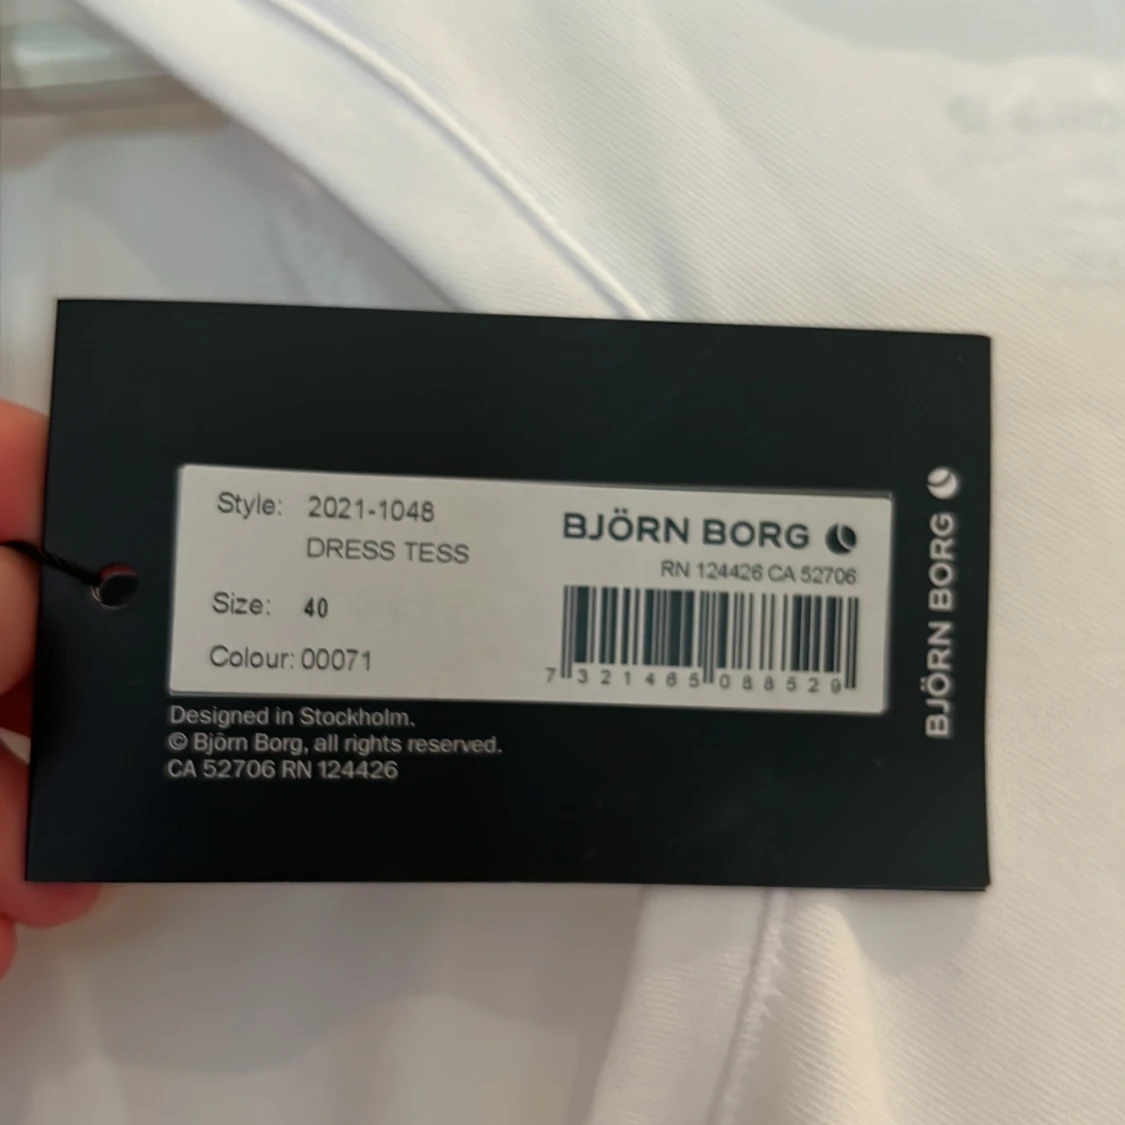 Style: 2021-1048
DRESS TESS
Size: 40
Colour: 00071
BJÖRN BORG
RN 124426 CA 52706
7 321465 088529
Designed in Stockholm.
© Björn Borg, all rights reserved.
CA 52706 RN 124426
BJÖRN BORG